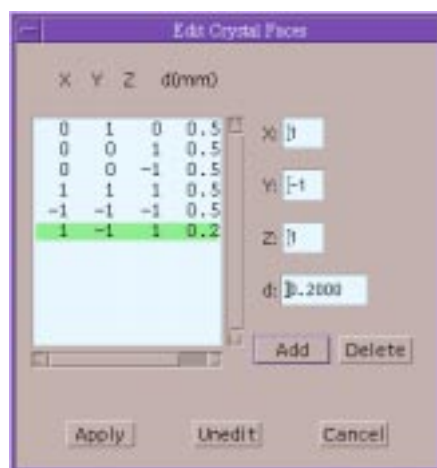 Edit Crystal Faces
X Y Z d(mm)
0 1 0 0.5
0 0 1 0.5
0 0 -1 0.5
1 1 1 0.5
-1 -1 -1 0.5
1 -1 1 0.2
X: 1
Y: -1
Z: 1
d: 0.2000
Add Delete
Apply Unedit Cancel